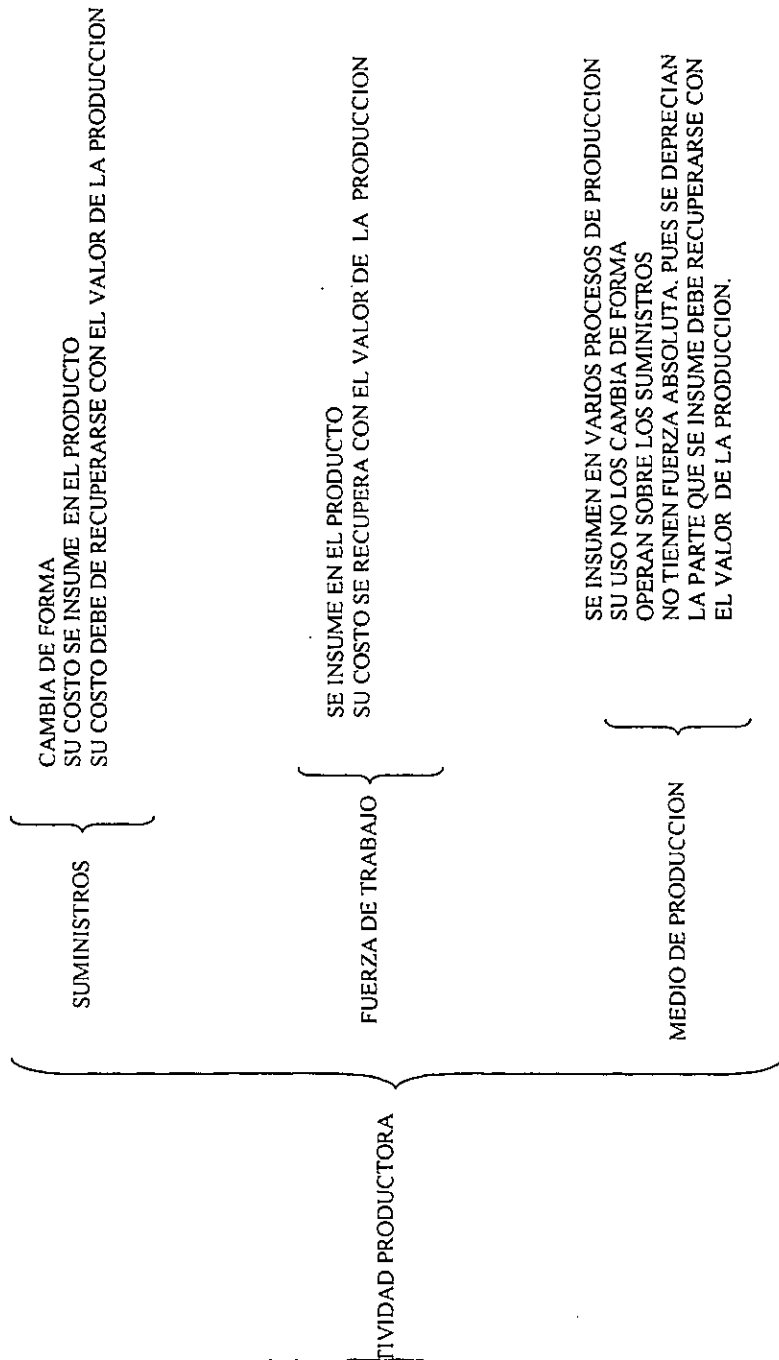 TIVIDAD PRODUCTORA
SUMINISTROS
CAMBIA DE FORMA
SU COSTO SE INSUME EN EL PRODUCTO
SU COSTO DEBE DE RECUPERARSE CON EL VALOR DE LA PRODUCCION
FUERZA DE TRABAJO
SE INSUME EN EL PRODUCTO
SU COSTO SE RECUPERA CON EL VALOR DE LA PRODUCCION
MEDIO DE PRODUCCION
SE INSUMEN EN VARIOS PROCESOS DE PRODUCCION
SU USO NO LOS CAMBIA DE FORMA
OPERAN SOBRE LOS SUMINISTROS
NO TIENEN FUERZA ABSOLUTA. PUES SE DEPRECIAN
LA PARTE QUE SE INSUME DEBE RECUPERARSE CON
EL VALOR DE LA PRODUCCION.